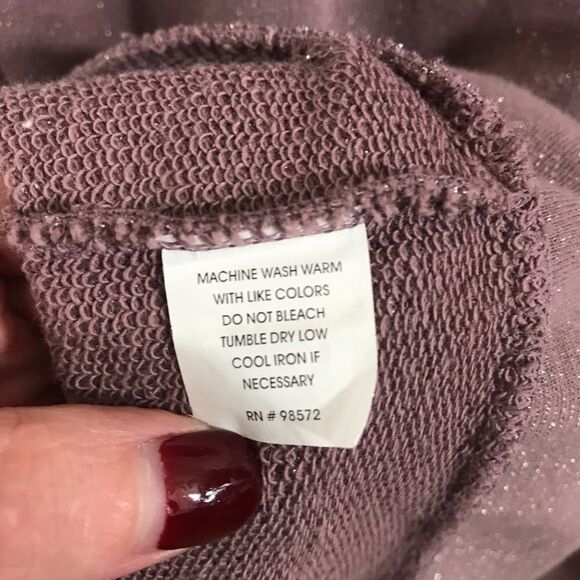 MACHINE WASH WARM
WITH LIKE COLORS
DO NOT BLEACH
TUMBLE DRY LOW
COOL IRON IF
NECESSARY
RN # 98572